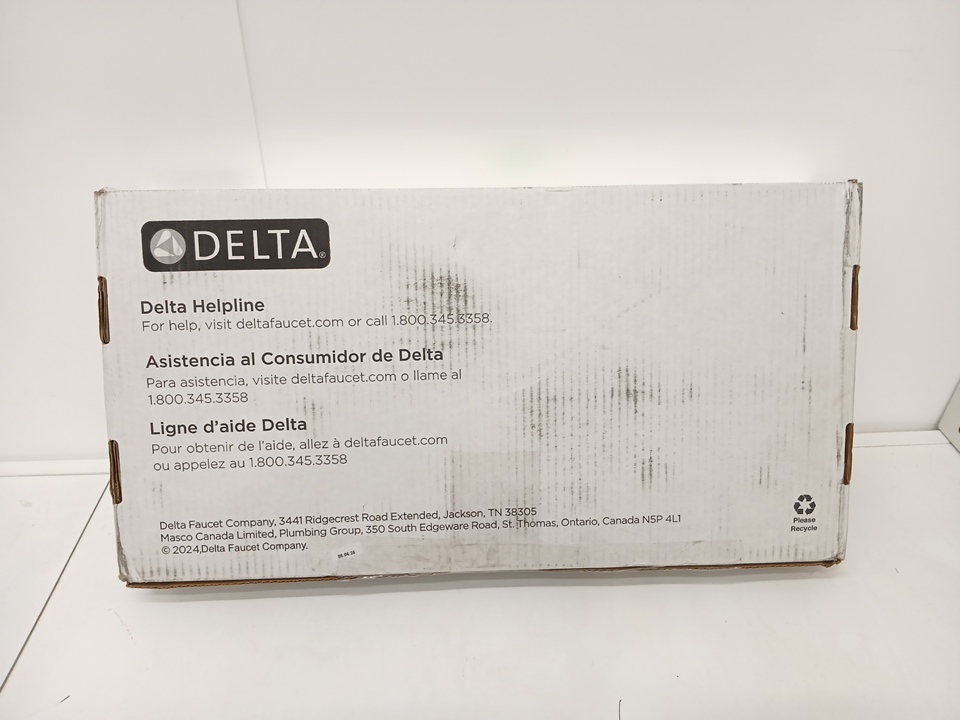 DELTA®
Delta Helpline
For help, visit deltafaucet.com or call 1.800.345.3358.
Asistencia al Consumidor de Delta
Para asistencia, visite deltafaucet.com o llame al
1.800.345.3358
Ligne d'aide Delta
Pour obtenir de l'aide, allez à deltafaucet.com
ou appelez au 1.800.345.3358
Delta Faucet Company, 3441 Ridgecrest Road Extended, Jackson, TN 38305
Masco Canada Limited, Plumbing Group, 350 South Edgeware Road, St. Thomas, Ontario, Canada N5P 4L1
© 2024,Delta Faucet Company.
Please
Recycle